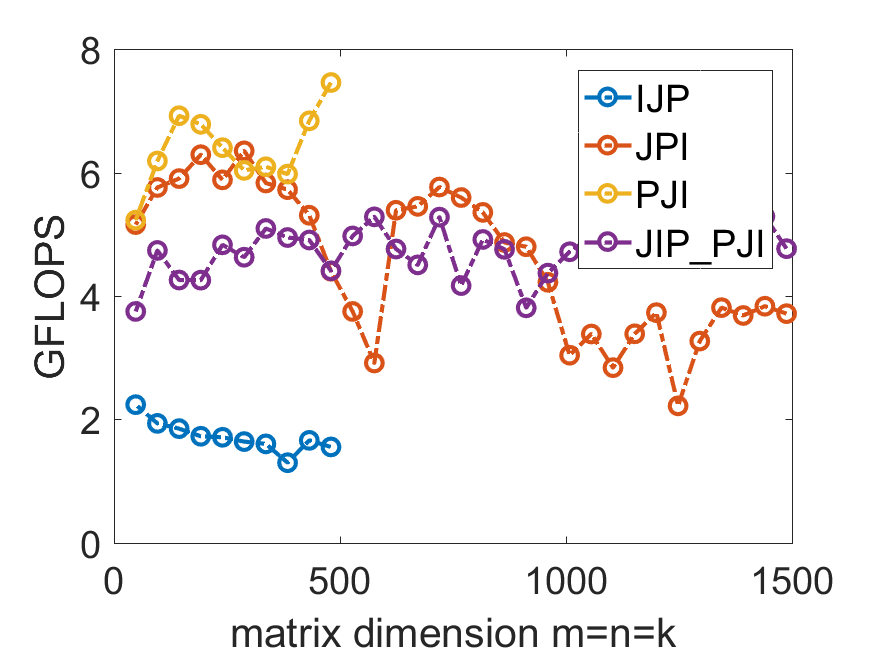 8
6
4
2
0
GFLOPS
IJP
JPI
PJI
JIP_PJI
0
500
1000
1500
matrix dimension m=n=k